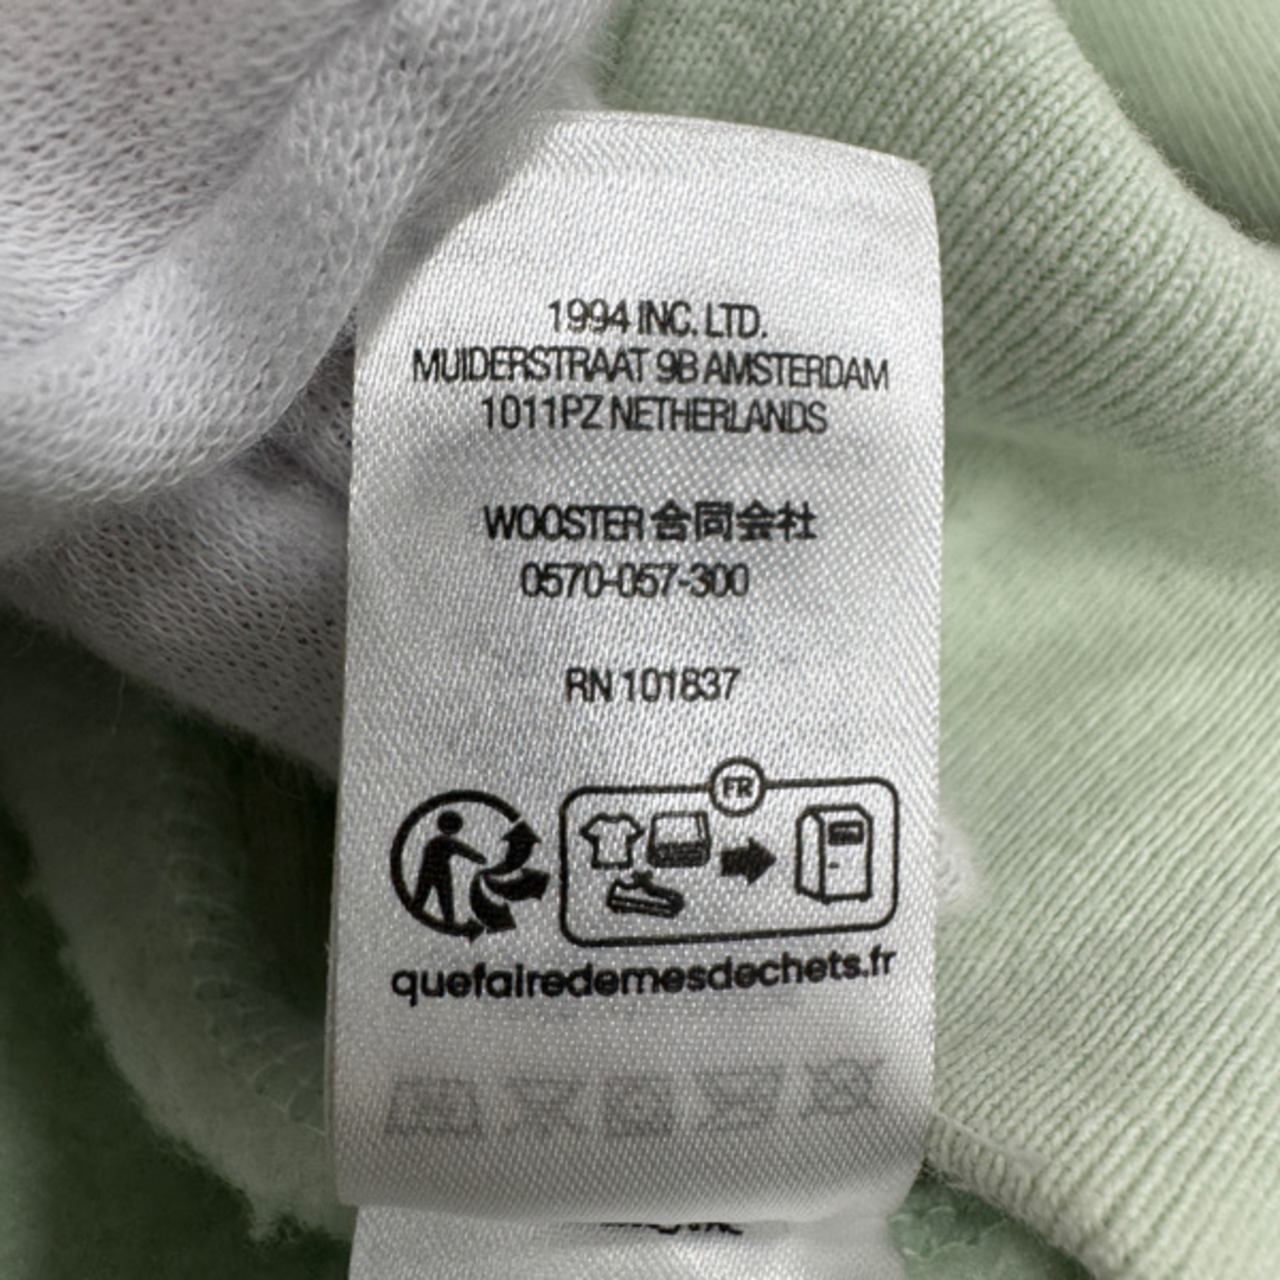 1994 INC. LTD.
MUIDERSTRAAT 9B AMSTERDAM
1011PZ NETHERLANDS
WOOSTER 合同会社
0570-057-300
RN 101837
FR
quefairedemesdechets.fr